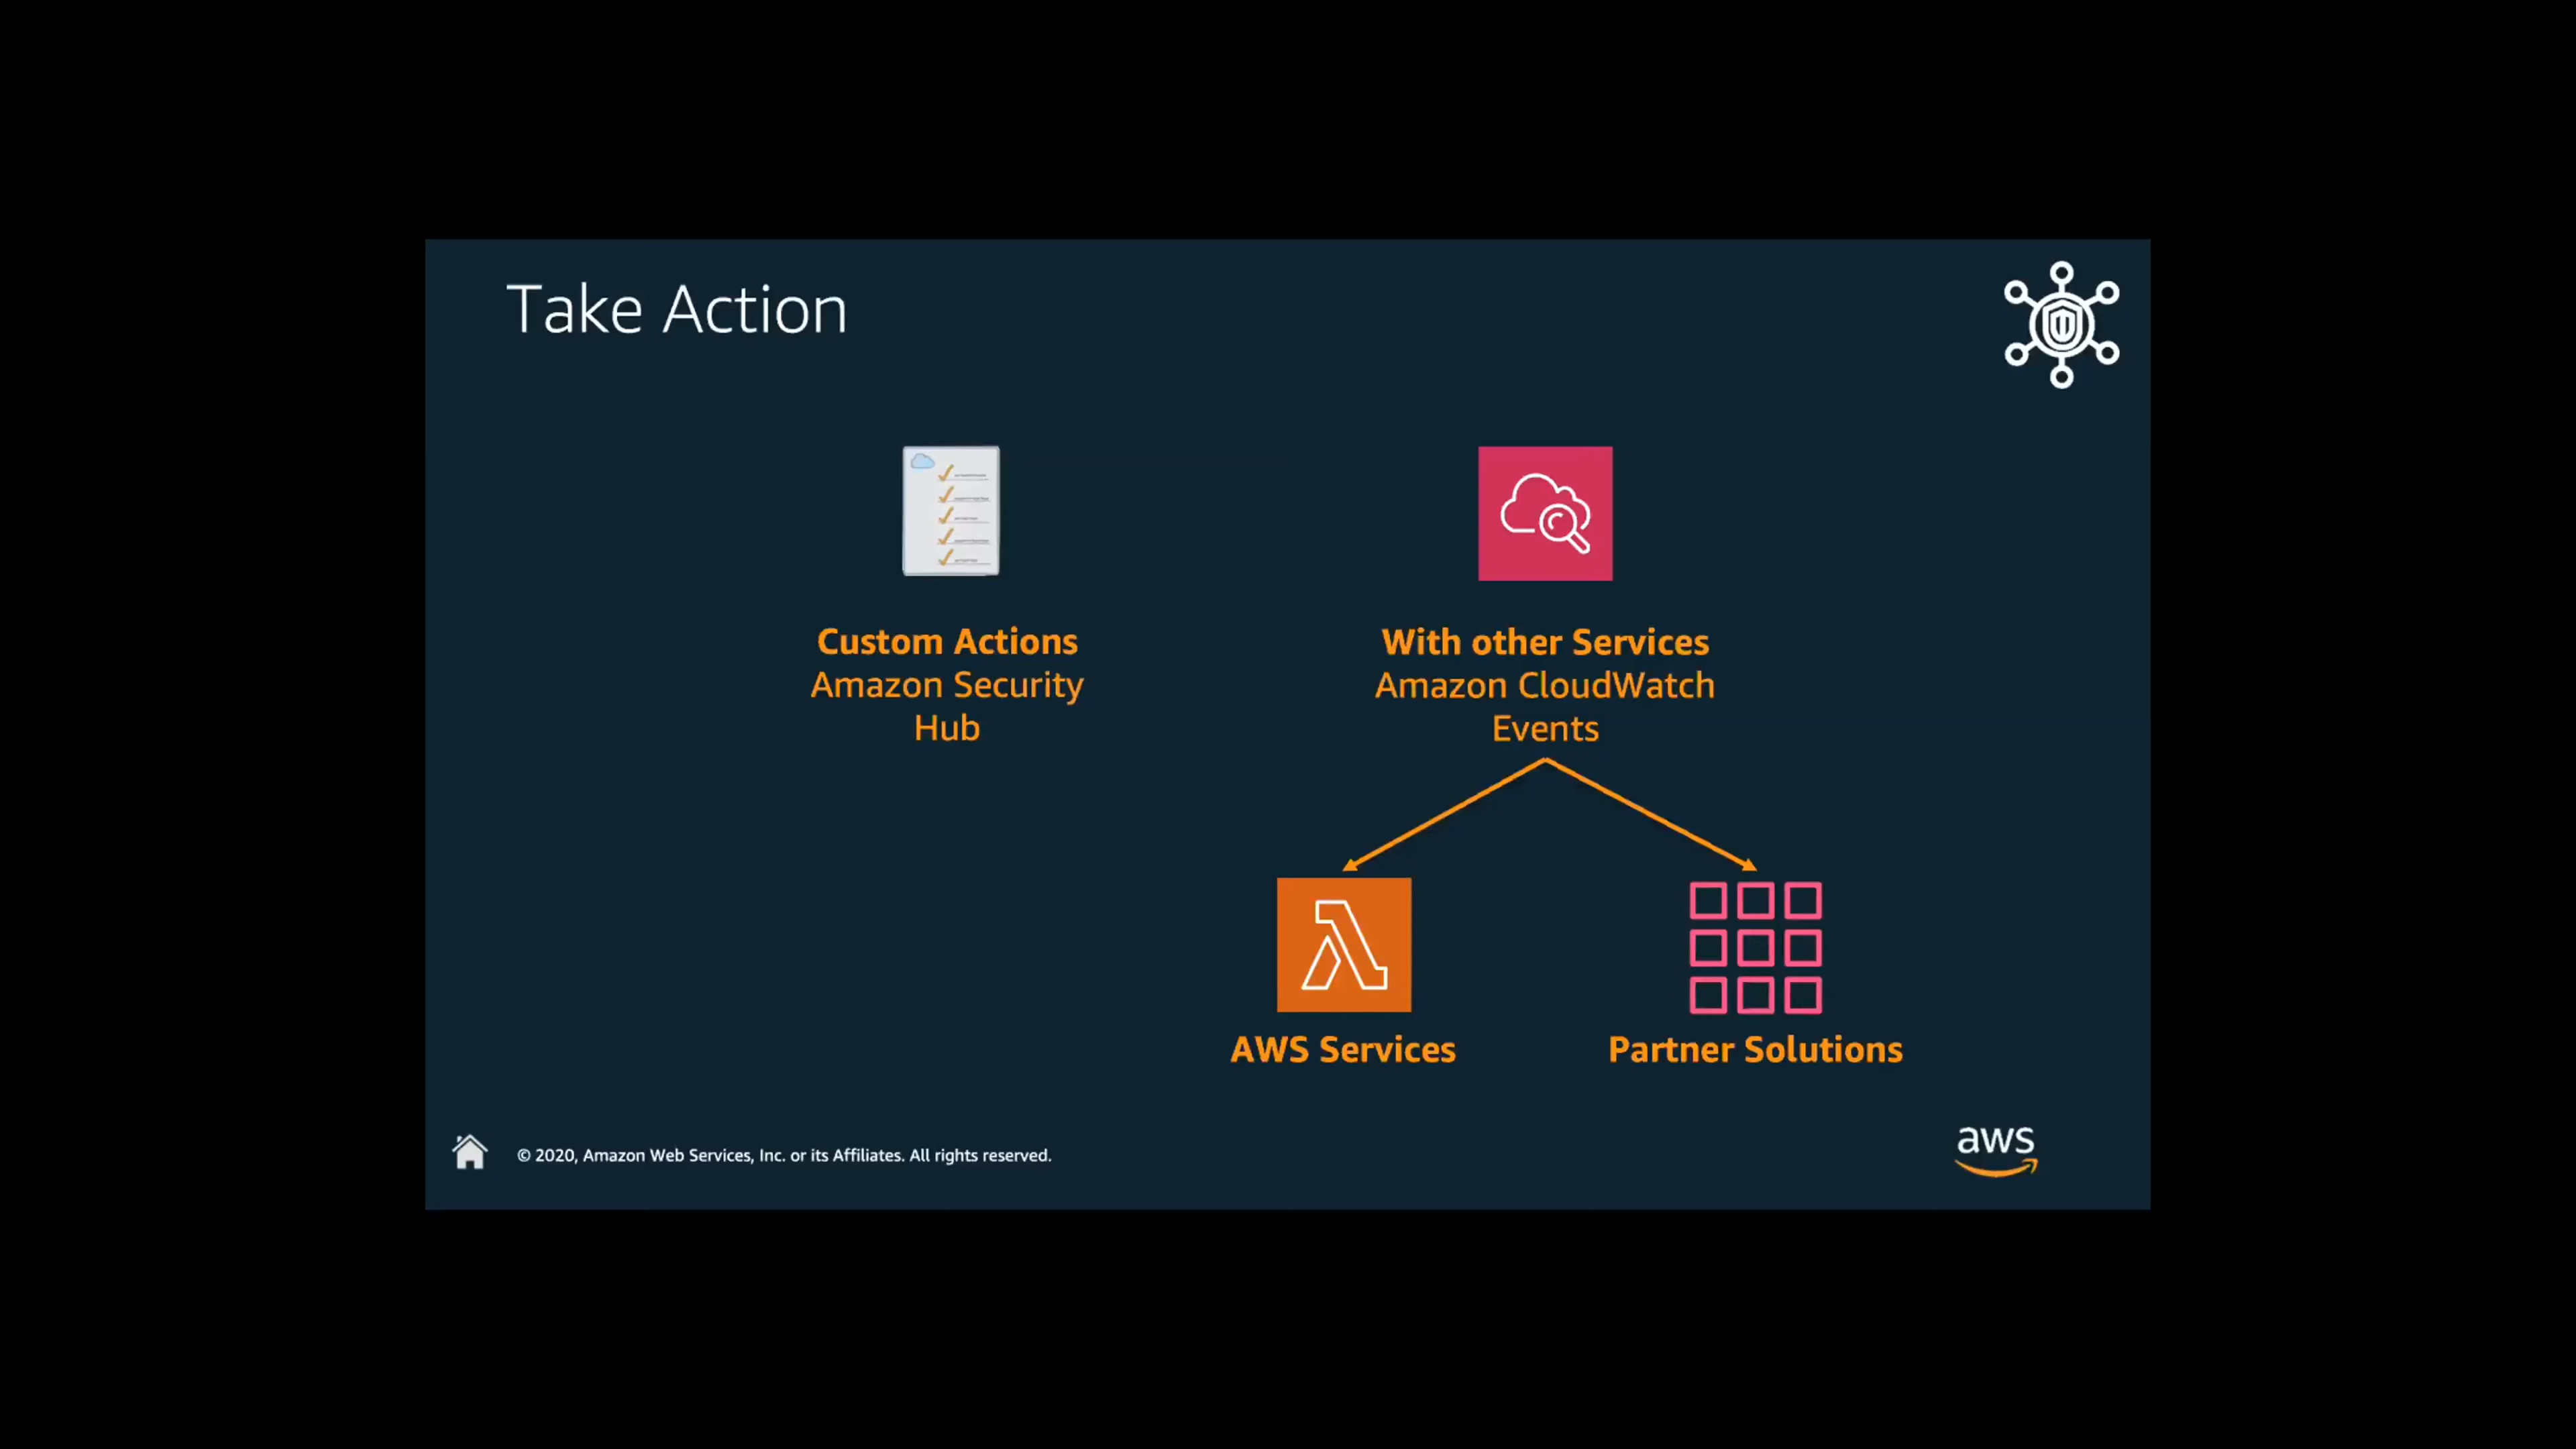 Take Action
Custom Actions
Amazon Security
Hub
With other Services
Amazon CloudWatch
Events
AWS Services
Partner Solutions
© 2020, Amazon Web Services, Inc. or its Affiliates. All rights reserved.
aws